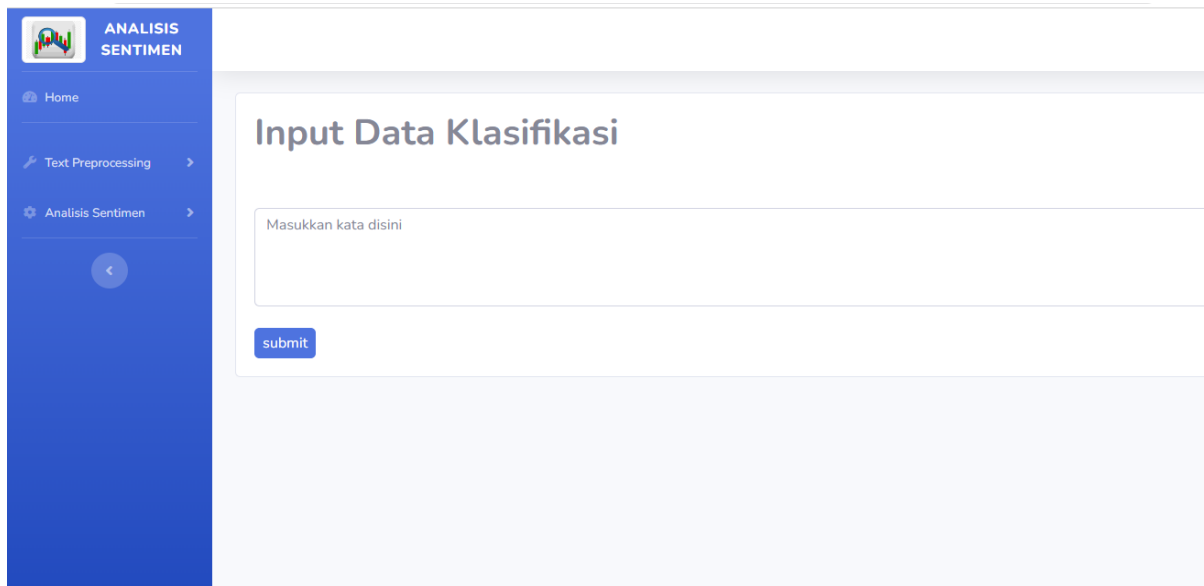 ANALISIS
SENTIMEN
Home
Text Preprocessing
Analisis Sentimen
Input Data Klasifikasi
Masukkan kata disini
submit